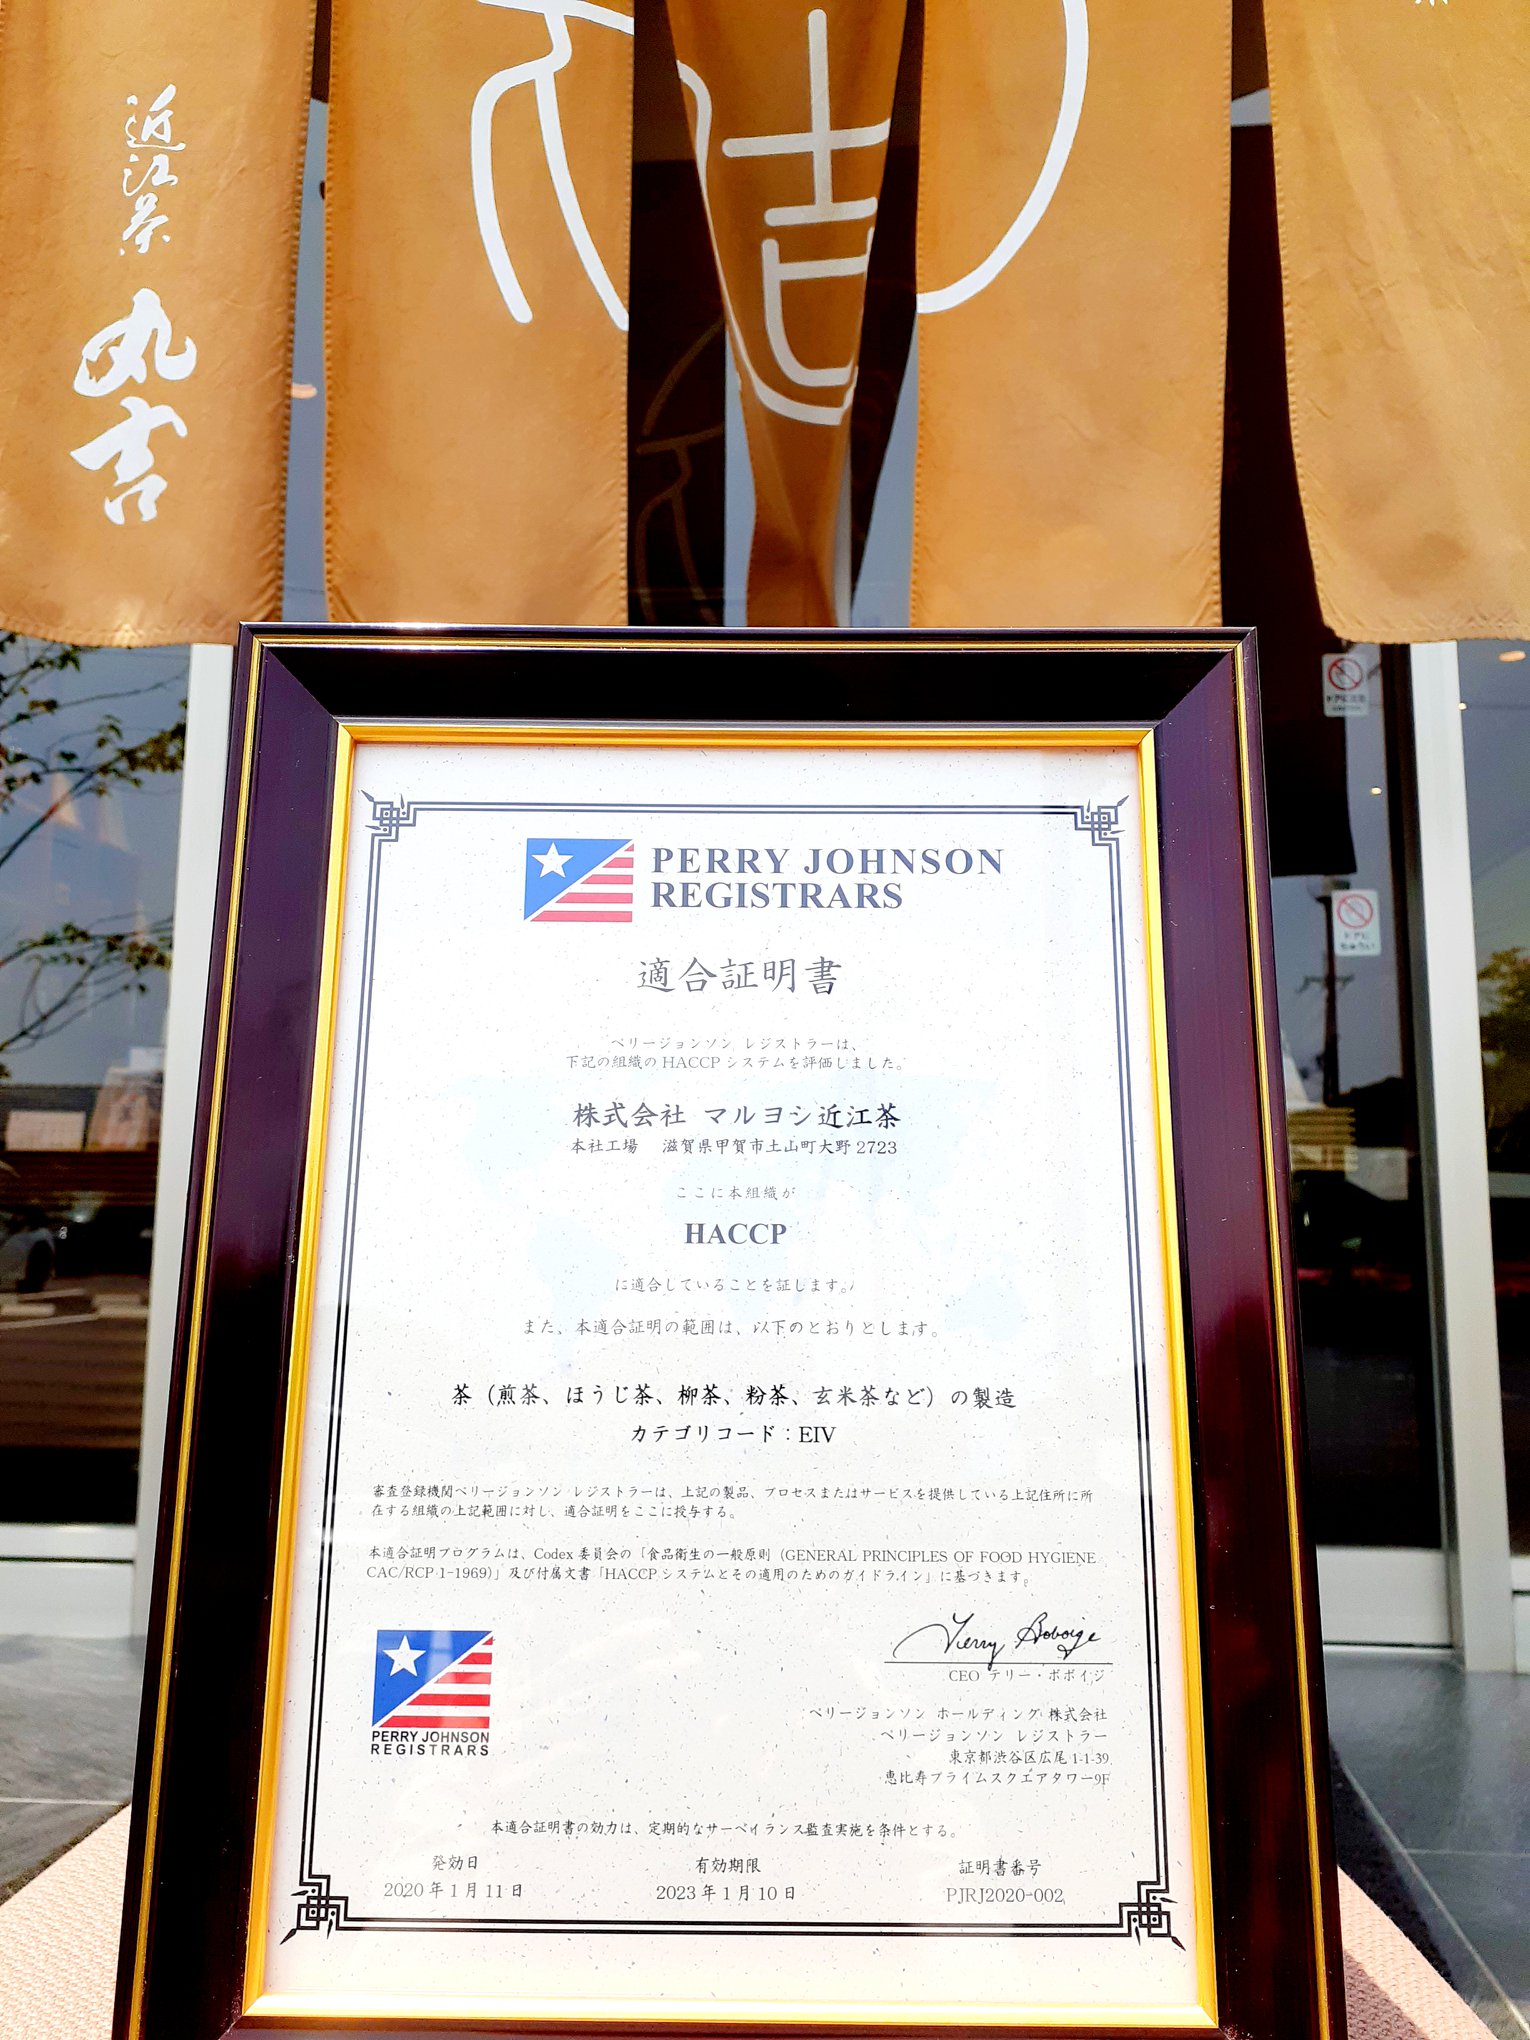 近江茶
丸吉
吉
PERRY JOHNSON
REGISTRARS
適合証明書
ペリージョンソン レジストラーは、
下記の組織の HACCP システムを評価しました。
株式会社 マルヨシ近江茶
本社工場 滋賀県甲賀市土山町大野 2723
ここに本組織が
HACCP
に適合していることを証します。
また、本適合証明の範囲は、以下のとおりとします。
茶（煎茶、ほうじ茶、柳茶、粉茶、玄米茶など）の製造
カテゴリコード：EIV
審査登録機関ペリージョンソン レジストラーは、上記の製品、プロセスまたはサービスを提供している上記住所に所
在する組織の上記範囲に対し、適合証明をここに授与する。
本適合証明プログラムは、Codex 委員会の「食品衛生の一般原則（GENERAL PRINCIPLES OF FOOD HYGIENE
CAC/RCP 1-1969）」及び付属文書「HACCP システムとその適用のためのガイドライン」に基づきます。
PERRY JOHNSON
REGISTRARS
Terry Boboige
CEO テリー・ボボイジ
ペリージョンソン ホールディング 株式会社
ペリージョンソン レジストラー
東京都渋谷区広尾 1-1-39
恵比寿プライムスクエアタワー9F
本適合証明書の効力は、定期的なサーベイランス監査実施を条件とする。
発効日 有効期限 証明書番号
2020 年 1 月 11 日 2023 年 1 月 10 日 PJRJ2020-002